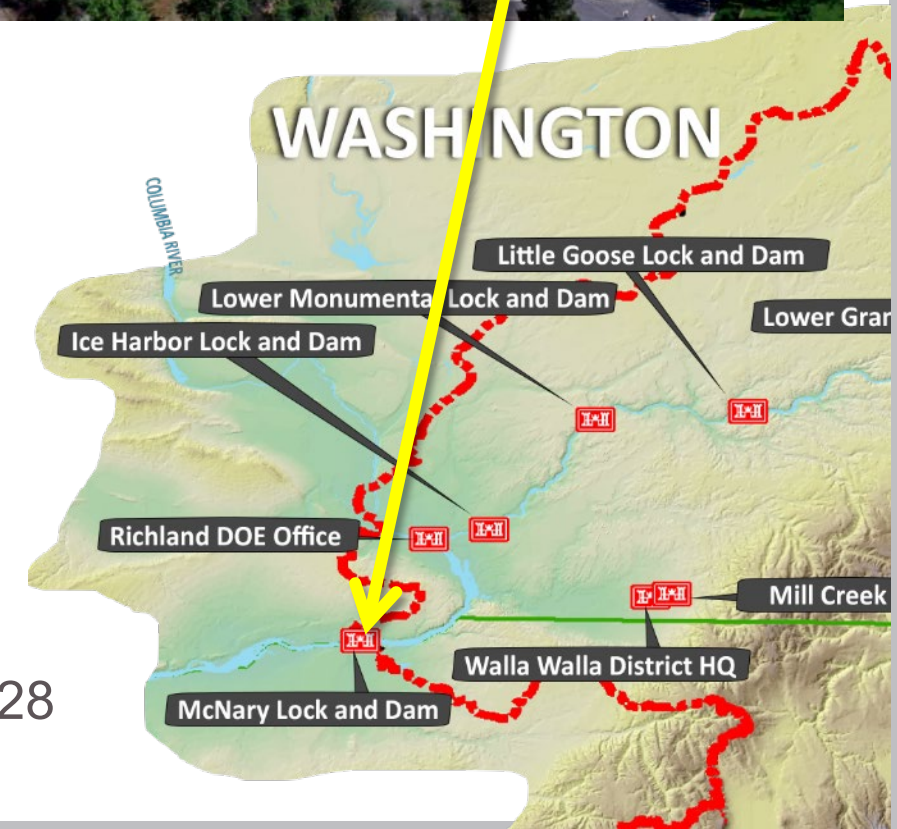 WASHINGTON
COLUMBIA RIVER
Little Goose Lock and Dam
Lower Monumental Lock and Dam
Lower Gran
Ice Harbor Lock and Dam
Richland DOE Office
Mill Creek
Walla Walla District HQ
28
McNary Lock and Dam